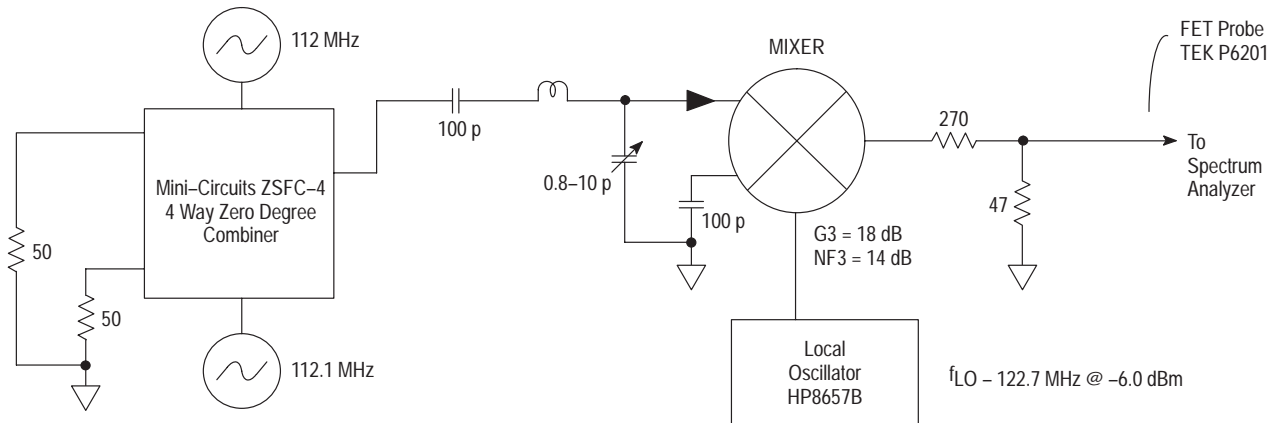 112 MHz
Mini–Circuits ZSFC–4
4 Way Zero Degree
Combiner
50
50
112.1 MHz
100 p
0.8–10 p
100 p
MIXER
G3 = 18 dB
NF3 = 14 dB
270
47
FET Probe
TEK P6201
To
Spectrum
Analyzer
Local
Oscillator
HP8657B
fLO – 122.7 MHz @ –6.0 dBm